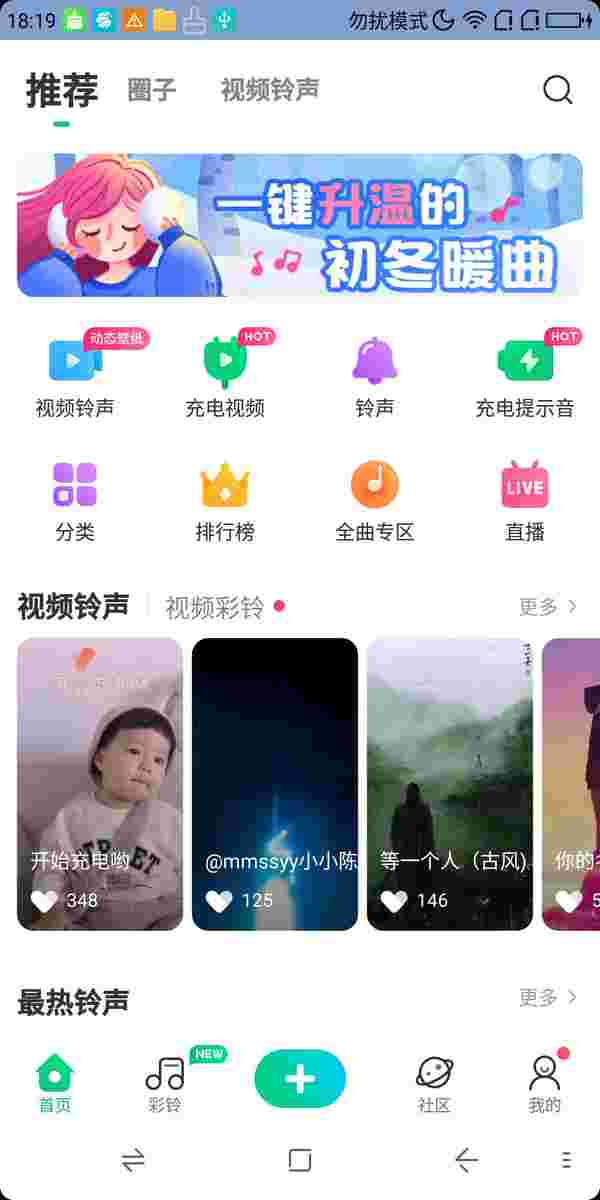 18:19 勿扰模式
推荐 圈子 视频铃声
一键升温的
初冬暖曲
动态壁纸 HOT HOT
视频铃声 充电视频 铃声 充电提示音
LIVE
分类 排行榜 全曲专区 直播
视频铃声 视频彩铃 更多
开始充电哟 @mmssyy小小陈 等一个人（古风). 你的
348 125 146 5
最热铃声 更多
NEW
首页 彩铃 社区 我的